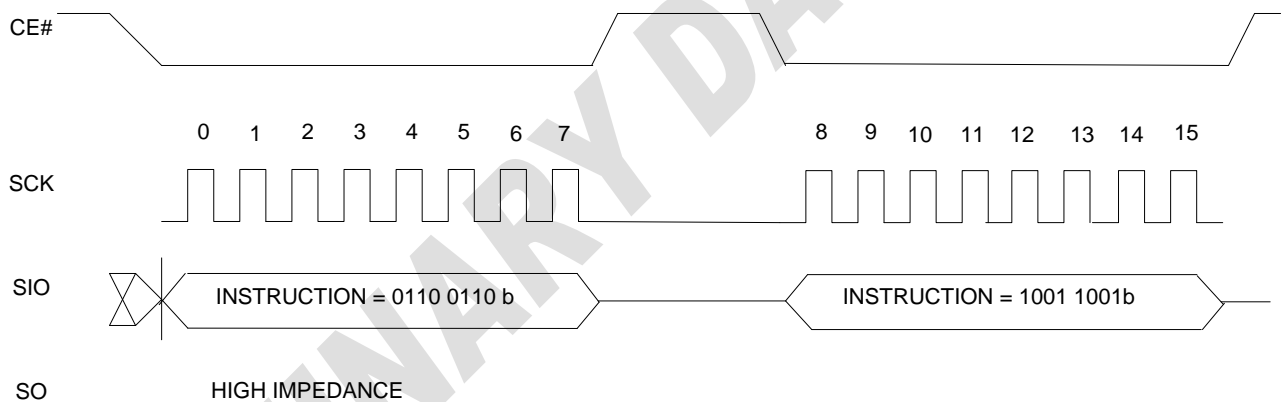 CE#
0 1 2 3 4 5 6 7 8 9 10 11 12 13 14 15
SCK
SIO INSTRUCTION = 0110 0110 b INSTRUCTION = 1001 1001b
SO HIGH IMPEDANCE